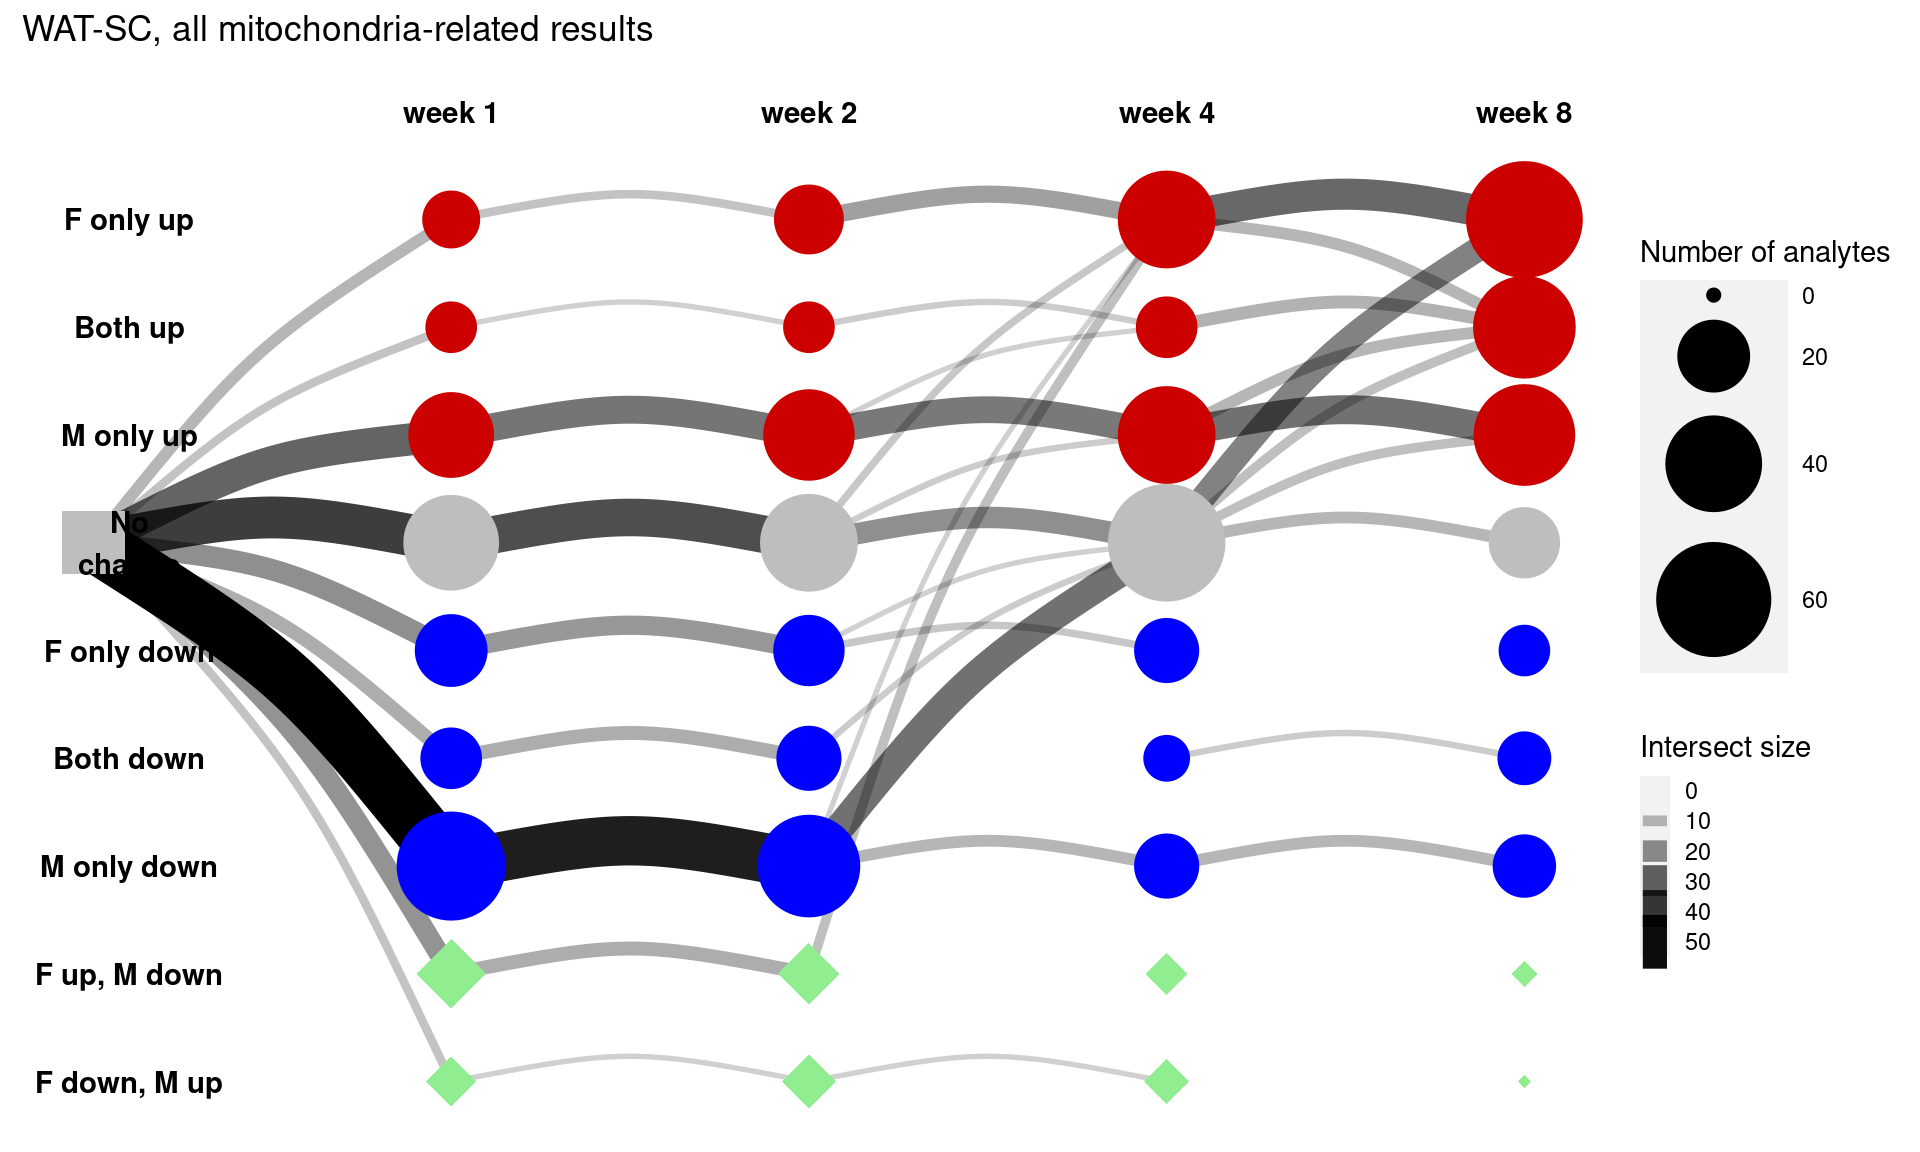 WAT-SC, all mitochondria-related results
week 1
week 2
week 4
week 8
F only up
Both up
M only up
No
F only down
Both down
M only down
F up, M down
F down, M up
Number of analytes
0
20
40
60
Intersect size
0
10
20
30
40
50